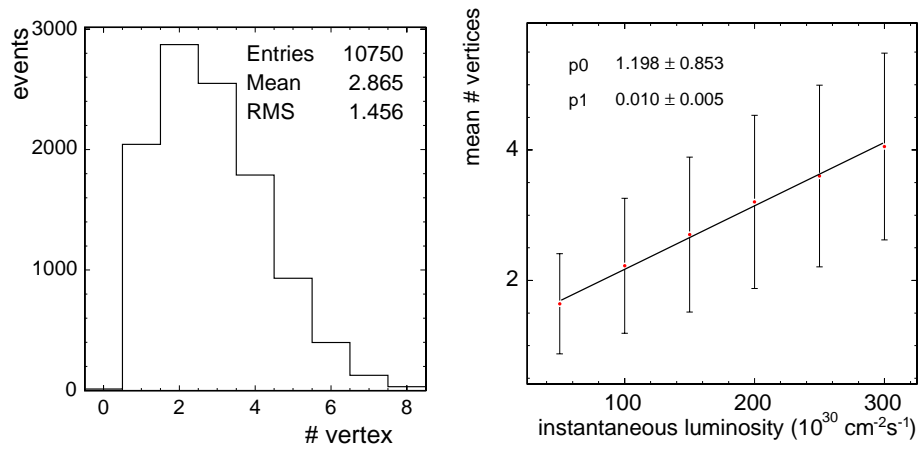 events
3000
2000
1000
0
Entries 10750
Mean 2.865
RMS 1.456
0 2 4 6 8
# vertex
mean # vertices
4
2
p0 1.198 ± 0.853
p1 0.010 ± 0.005
100 200 300
instantaneous luminosity (10³⁰ cm⁻²s⁻¹)